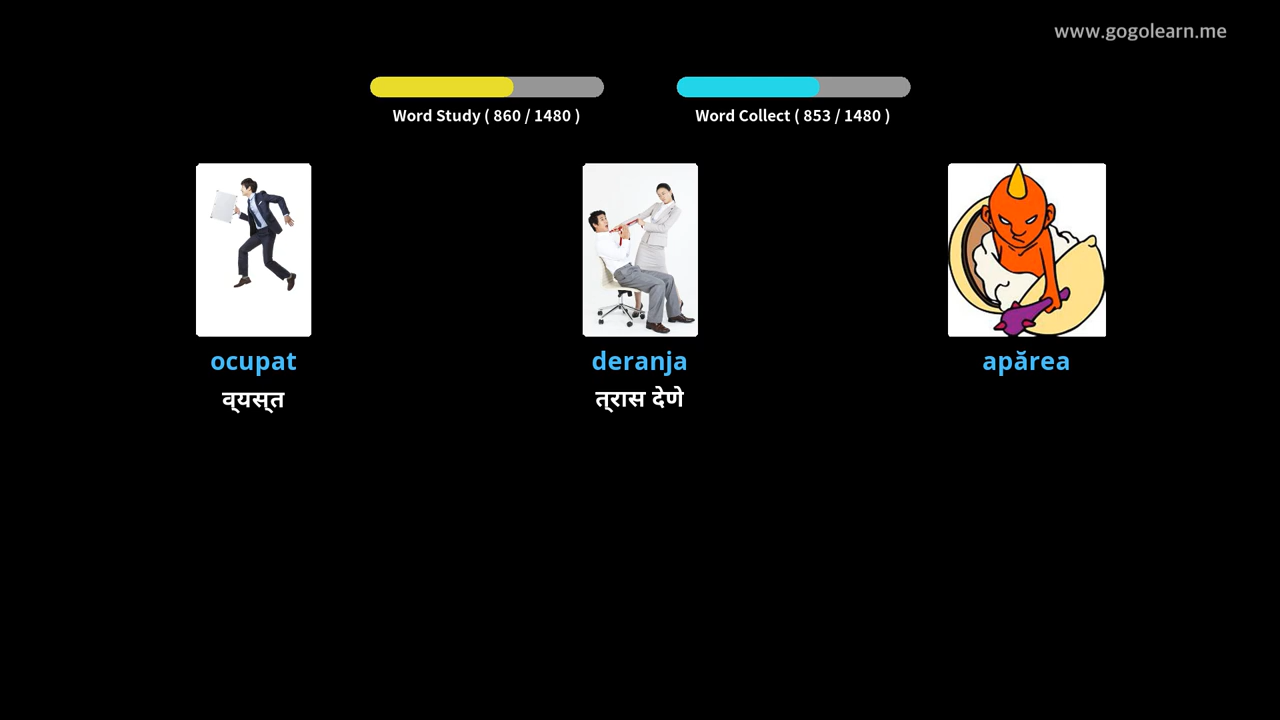 www.gogolearn.me
Word Study ( 860 / 1480 )
Word Collect ( 853 / 1480 )
ocupat
deranja
apărea
व्यस्त
त्रास देणे